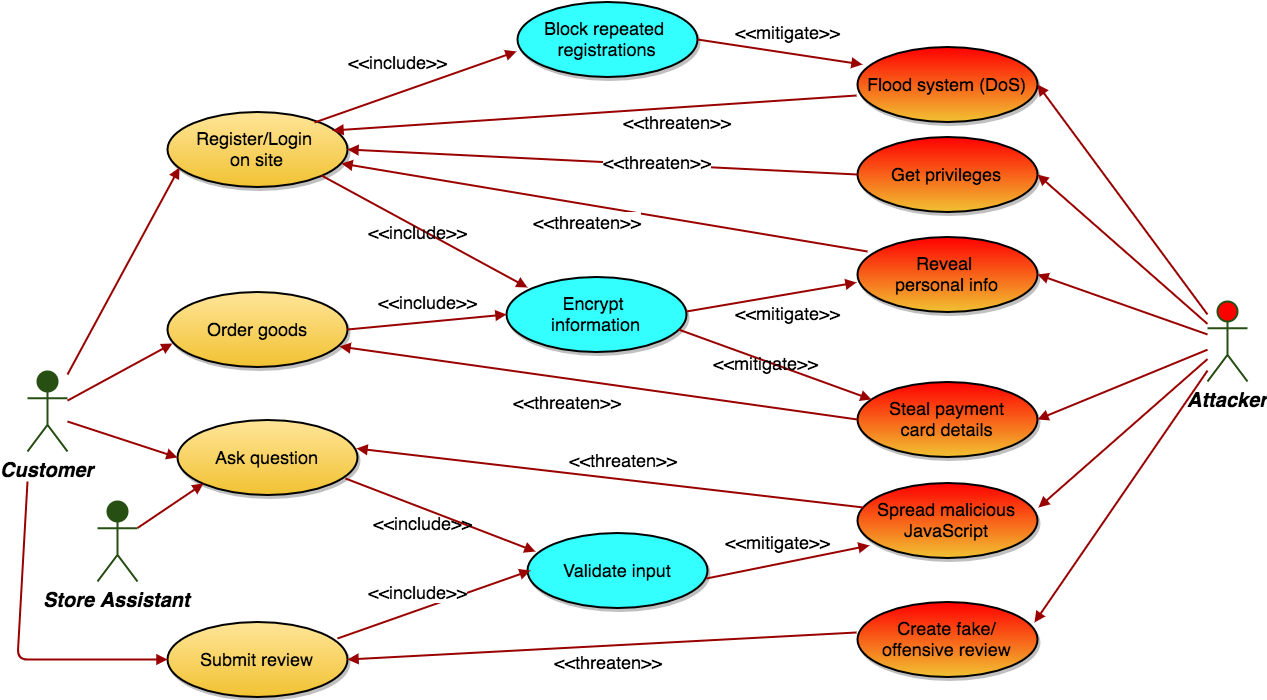 Block repeated
registrations
<<mitigate>>
<<include>>
Flood system (DoS)
<<threaten>>
Register/Login
on site
<<threaten>>
Get privileges
<<threaten>>
<<include>>
Reveal
personal info
Order goods
<<include>>
Encrypt
information
<<mitigate>>
<<mitigate>>
Attacker
<<threaten>>
Steal payment
card details
Customer
Ask question
<<threaten>>
Spread malicious
JavaScript
<<include>>
<<mitigate>>
Validate input
Store Assistant
<<include>>
Submit review
<<threaten>>
Create fake/
offensive review